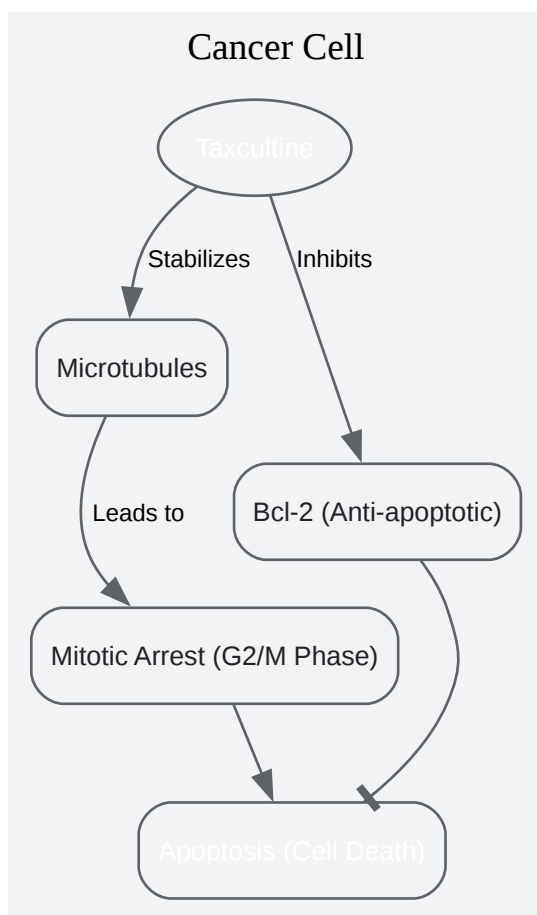 Cancer Cell
Taxcultine
Stabilizes
Inhibits
Microtubules
Leads to
Bcl-2 (Anti-apoptotic)
Mitotic Arrest (G2/M Phase)
Apoptosis (Cell Death)